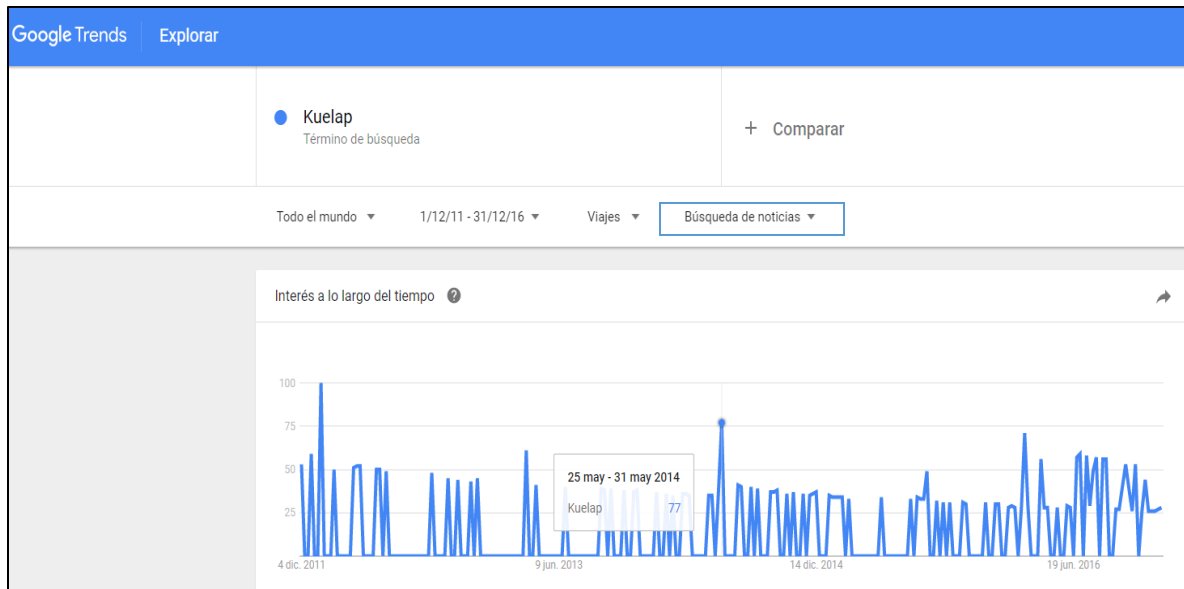 Google Trends Explorar
Kuelap
Término de búsqueda
+ Comparar
Todo el mundo
1/12/11 - 31/12/16
Viajes
Búsqueda de noticias
Interés a lo largo del tiempo ?
100
75
50
25
25 may - 31 may 2014
Kuelap 77
4 dic. 2011
9 jun. 2013
14 dic. 2014
19 jun. 2016